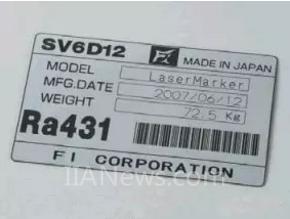 SV6D12 FI MADE IN JAPAN
MODEL LaserMarker
MFG.DATE 2007/06/12
WEIGHT 72.5 Kg
Ra431
FI CORPORATION
IIANews.com